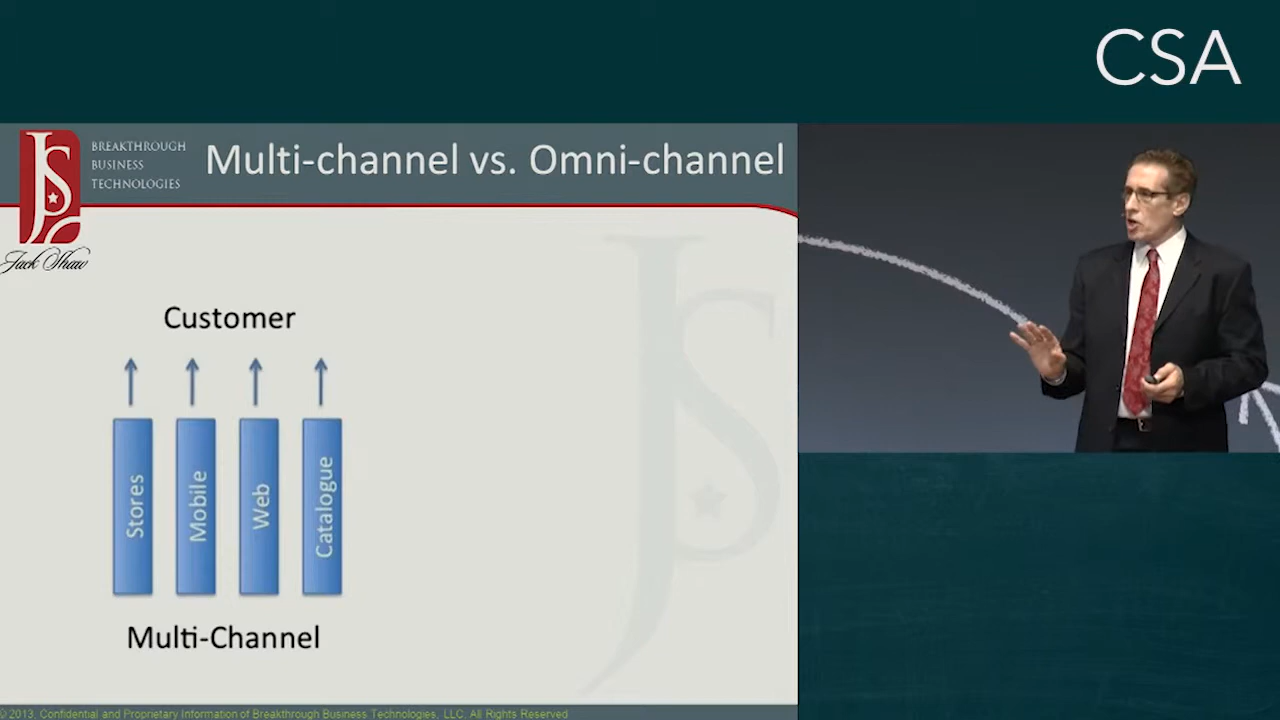 CSA
BREAKTHROUGH
BUSINESS
TECHNOLOGIES
Multi-channel vs. Omni-channel
JS
Jack Shaw
Customer
Stores
Mobile
Web
Catalogue
Multi-Channel
© 2013 Confidential and Proprietary Information of Breakthrough Business Technologies, LLC, All Rights Reserved